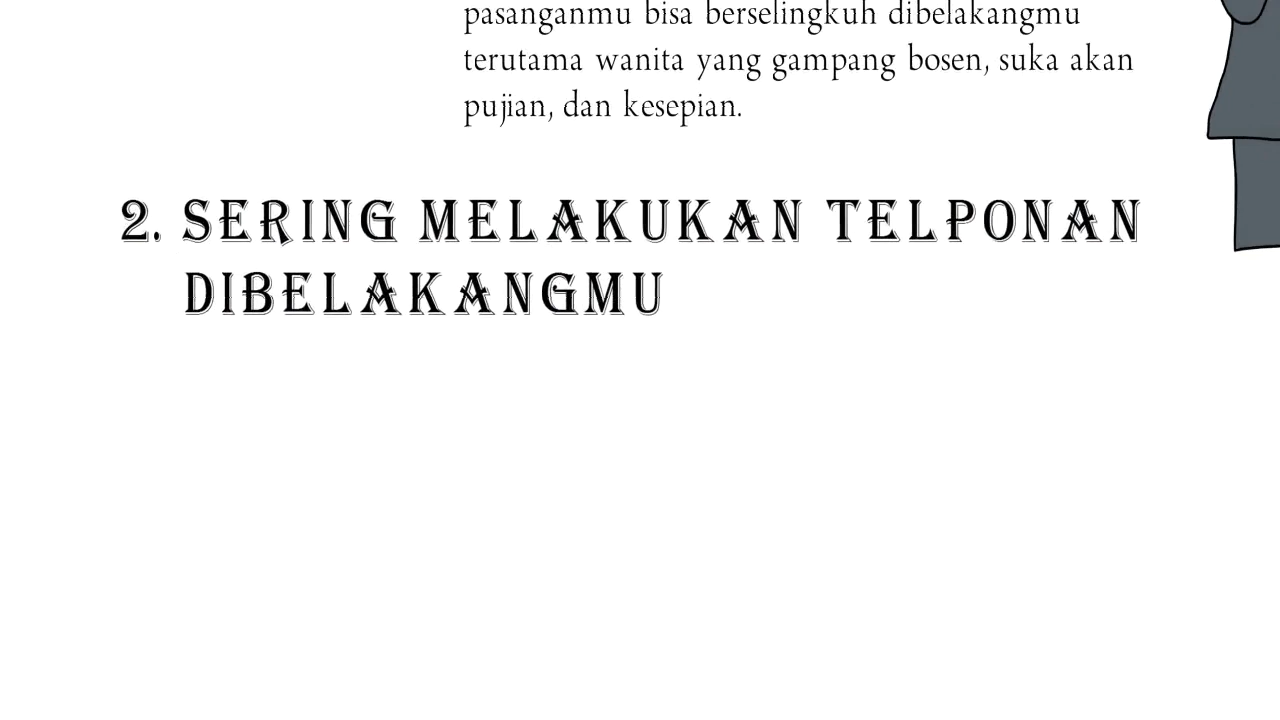 pasanganmu bisa berselingkuh dibelakangmu
terutama wanita yang gampang bosen, suka akan
pujian, dan kesepian.
2. SERING MELAKUKAN TELPONAN
DIBELAKANGMU